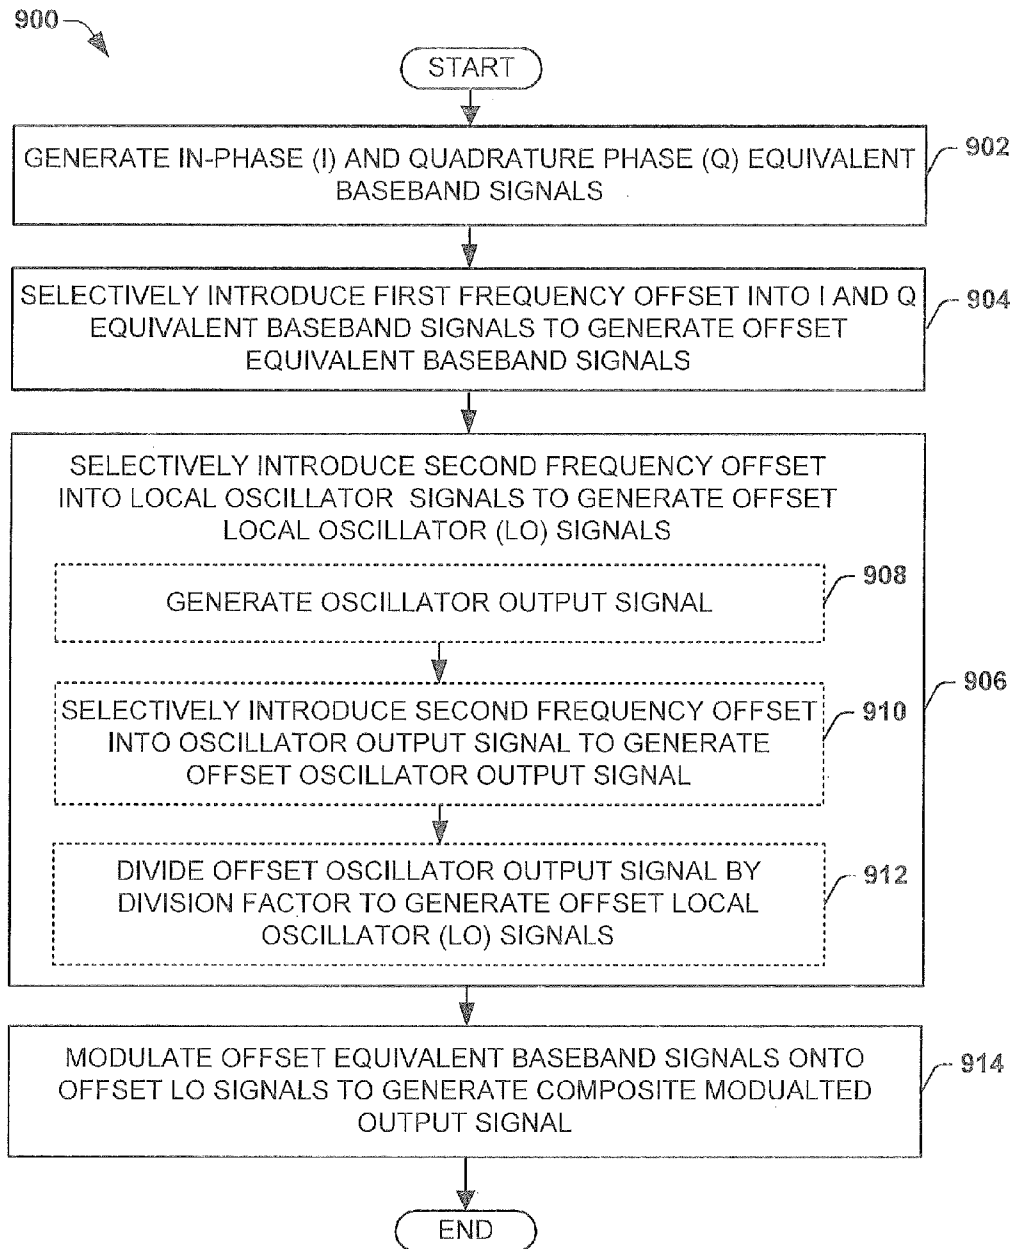 900
START
GENERATE IN-PHASE (I) AND QUADRATURE PHASE (Q) EQUIVALENT
BASEBAND SIGNALS
902
SELECTIVELY INTRODUCE FIRST FREQUENCY OFFSET INTO I AND Q
EQUIVALENT BASEBAND SIGNALS TO GENERATE OFFSET
EQUIVALENT BASEBAND SIGNALS
904
SELECTIVELY INTRODUCE SECOND FREQUENCY OFFSET
INTO LOCAL OSCILLATOR SIGNALS TO GENERATE OFFSET
LOCAL OSCILLATOR (LO) SIGNALS
906
GENERATE OSCILLATOR OUTPUT SIGNAL
908
SELECTIVELY INTRODUCE SECOND FREQUENCY OFFSET
INTO OSCILLATOR OUTPUT SIGNAL TO GENERATE
OFFSET OSCILLATOR OUTPUT SIGNAL
910
DIVIDE OFFSET OSCILLATOR OUTPUT SIGNAL BY
DIVISION FACTOR TO GENERATE OFFSET LOCAL
OSCILLATOR (LO) SIGNALS
912
MODULATE OFFSET EQUIVALENT BASEBAND SIGNALS ONTO
OFFSET LO SIGNALS TO GENERATE COMPOSITE MODUALTED
OUTPUT SIGNAL
914
END